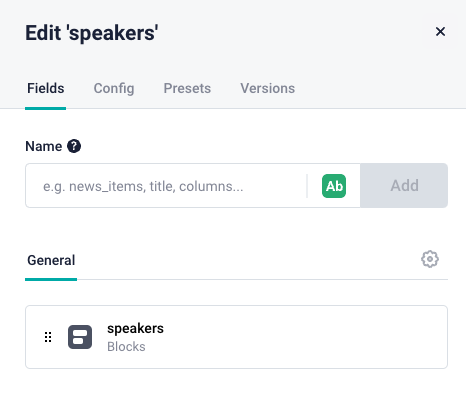 Edit 'speakers'
Fields Config Presets Versions
Name ?
e.g. news_items, title, columns... Ab Add
General
speakers
Blocks